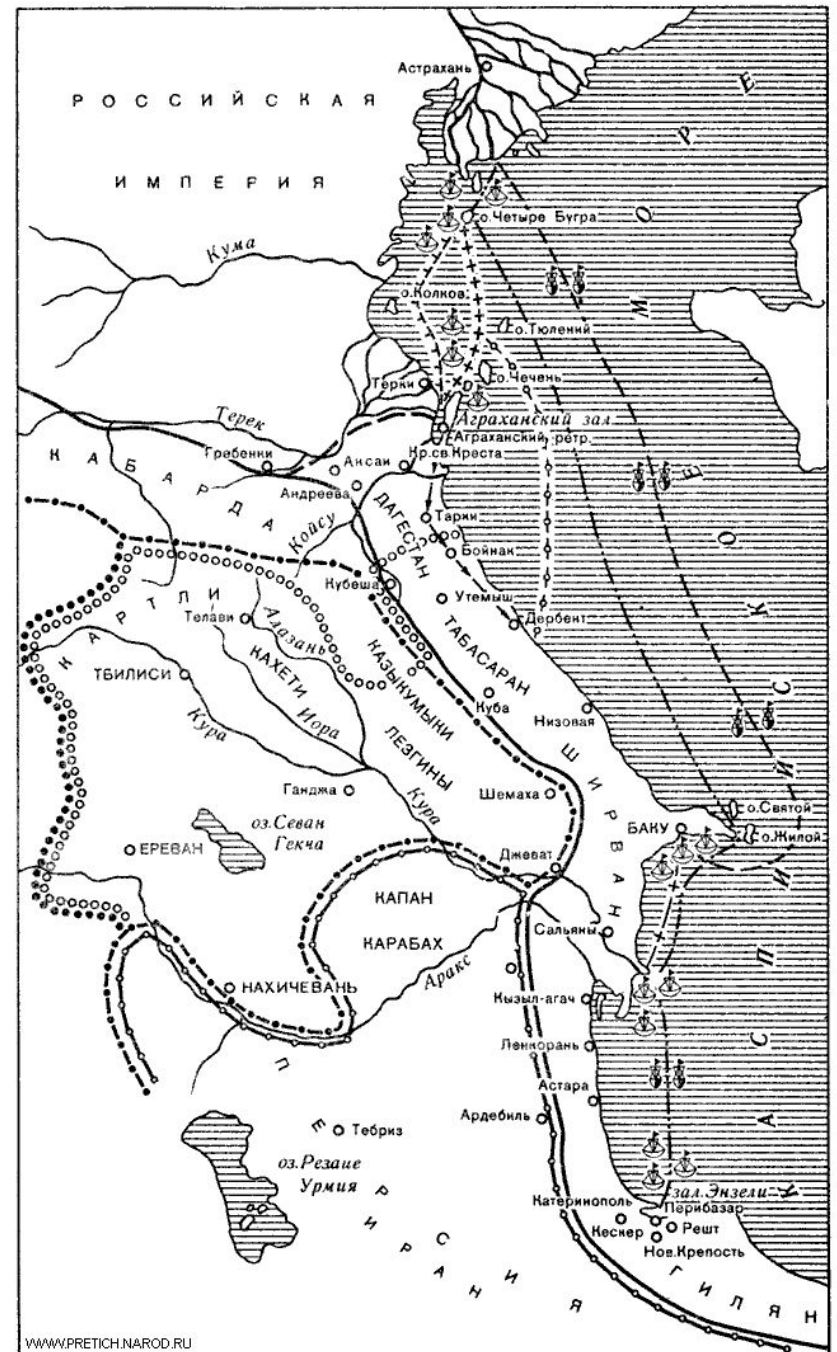 Астрахань
РОССИЙСКАЯ
ИМПЕРИЯ
о.Четыре Бугра
Кума
о.Колков
о.Тюлений
о.Чечень
Терки
Терек
Аграханский зал.
Аграханский ретр.
Гребенки
Аксаи
Кр.св.Креста
КАБАРДА
Андреева
ДАГЕСТАН
Тарки
Койсу
Бойнак
Кубеша
Утемыш
КАРТЛИ
Телави
Алазань
Дербент
ТАБАСАРАН
КАХЕТИ
КАЗЫКУМЫКИ
ТБИЛИСИ
Иора
Куба
Низовая
Кура
ЛЕЗГИНЫ
Ганджа
Кура
Шемаха
ШИРВАН
оз.Севан
Гекча
БАКУ
о.Святой
о.Жилой
ЕРЕВАН
Джеват
КАПАН
КАРАБАХ
Сальяны
Аракс
НАХИЧЕВАНЬ
Кызыл-агач
Ленкорань
Астара
Ардебиль
Тебриз
оз.Резаие
Урмия
ПЕРСИЯ
ИРАН
зал.Энзели
Катеринополь
Перибазар
Кескер
Решт
Нов.Крепость
ГИЛЯН
КАСПИЙСКОЕ МОРЕ
WWW.PRETICH.NAROD.RU